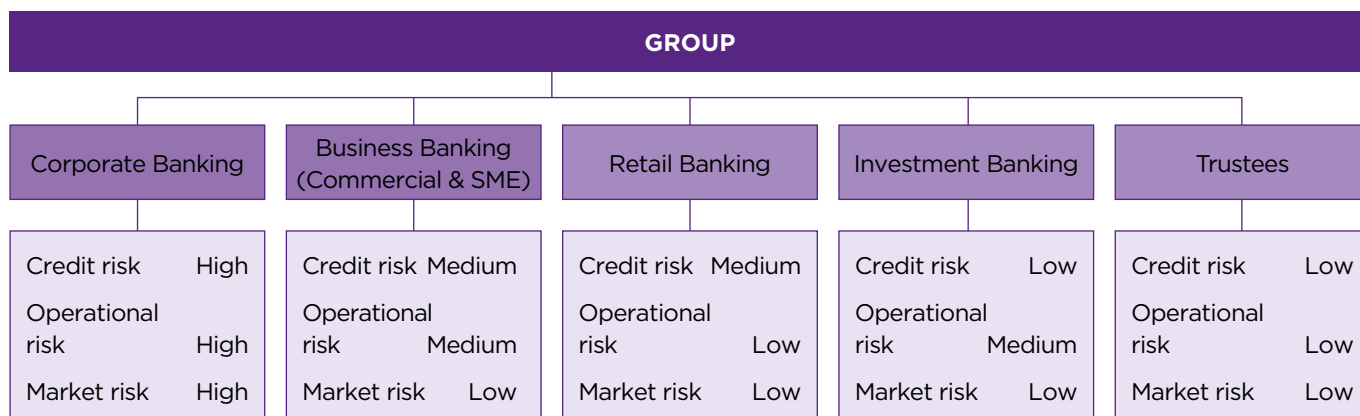 GROUP
Corporate Banking
Business Banking
(Commercial & SME)
Retail Banking
Investment Banking
Trustees
Credit risk High
Operational
risk High
Market risk High
Credit risk Medium
Operational
risk Medium
Market risk Low
Credit risk Medium
Operational
risk Low
Market risk Low
Credit risk Low
Operational
risk Medium
Market risk Low
Credit risk Low
Operational
risk Low
Market risk Low